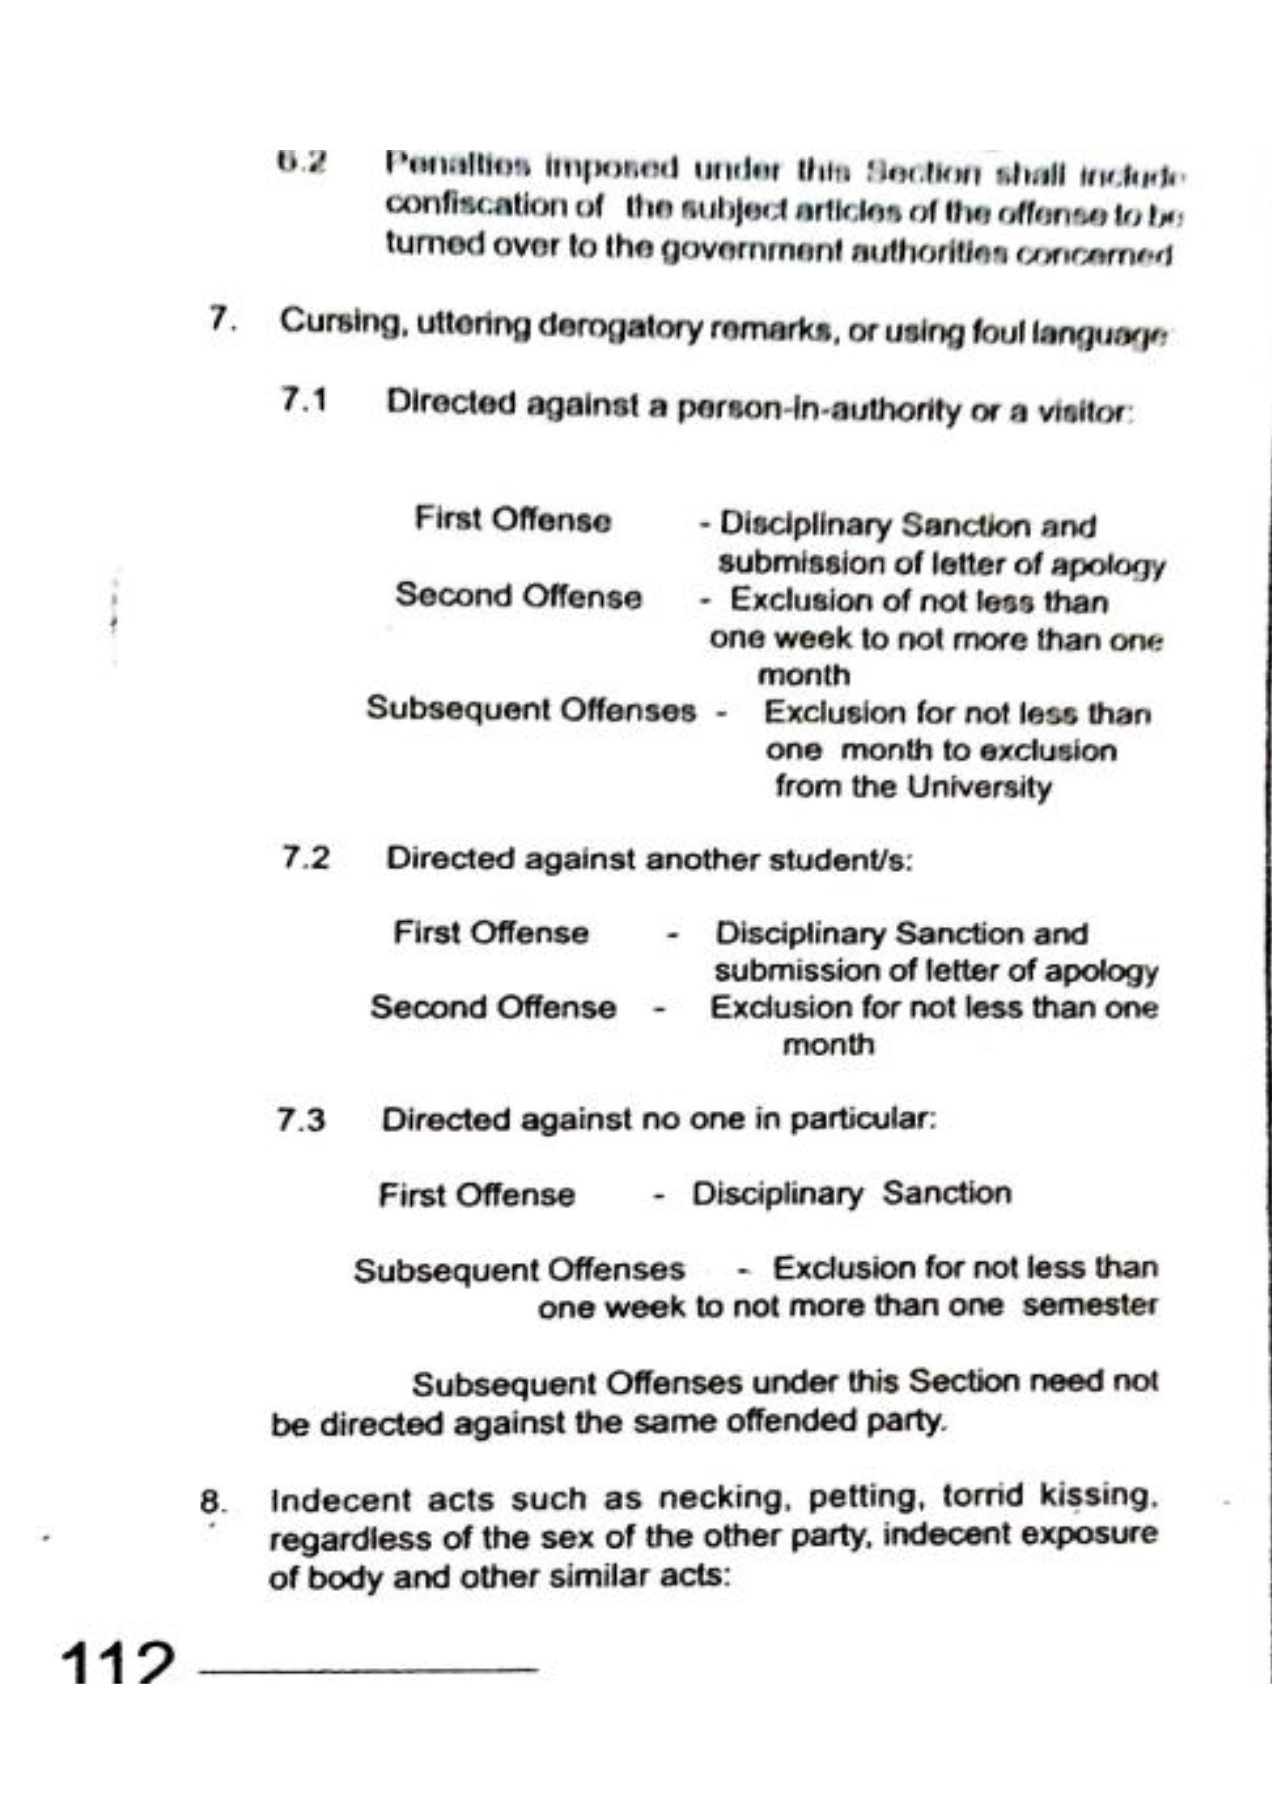 6.2 Penalties imposed under this Section shall include
confiscation of the subject articles of the offense to be
turned over to the government authorities concerned
7. Cursing, uttering derogatory remarks, or using foul language
7.1 Directed against a person-in-authority or a visitor:
First Offense - Disciplinary Sanction and
submission of letter of apology
Second Offense - Exclusion of not less than
one week to not more than one
month
Subsequent Offenses - Exclusion for not less than
one month to exclusion
from the University
7.2 Directed against another student/s:
First Offense - Disciplinary Sanction and
submission of letter of apology
Second Offense - Exclusion for not less than one
month
7.3 Directed against no one in particular:
First Offense - Disciplinary Sanction
Subsequent Offenses - Exclusion for not less than
one week to not more than one semester
Subsequent Offenses under this Section need not
be directed against the same offended party.
8. Indecent acts such as necking, petting, torrid kissing,
regardless of the sex of the other party, indecent exposure
of body and other similar acts:
112